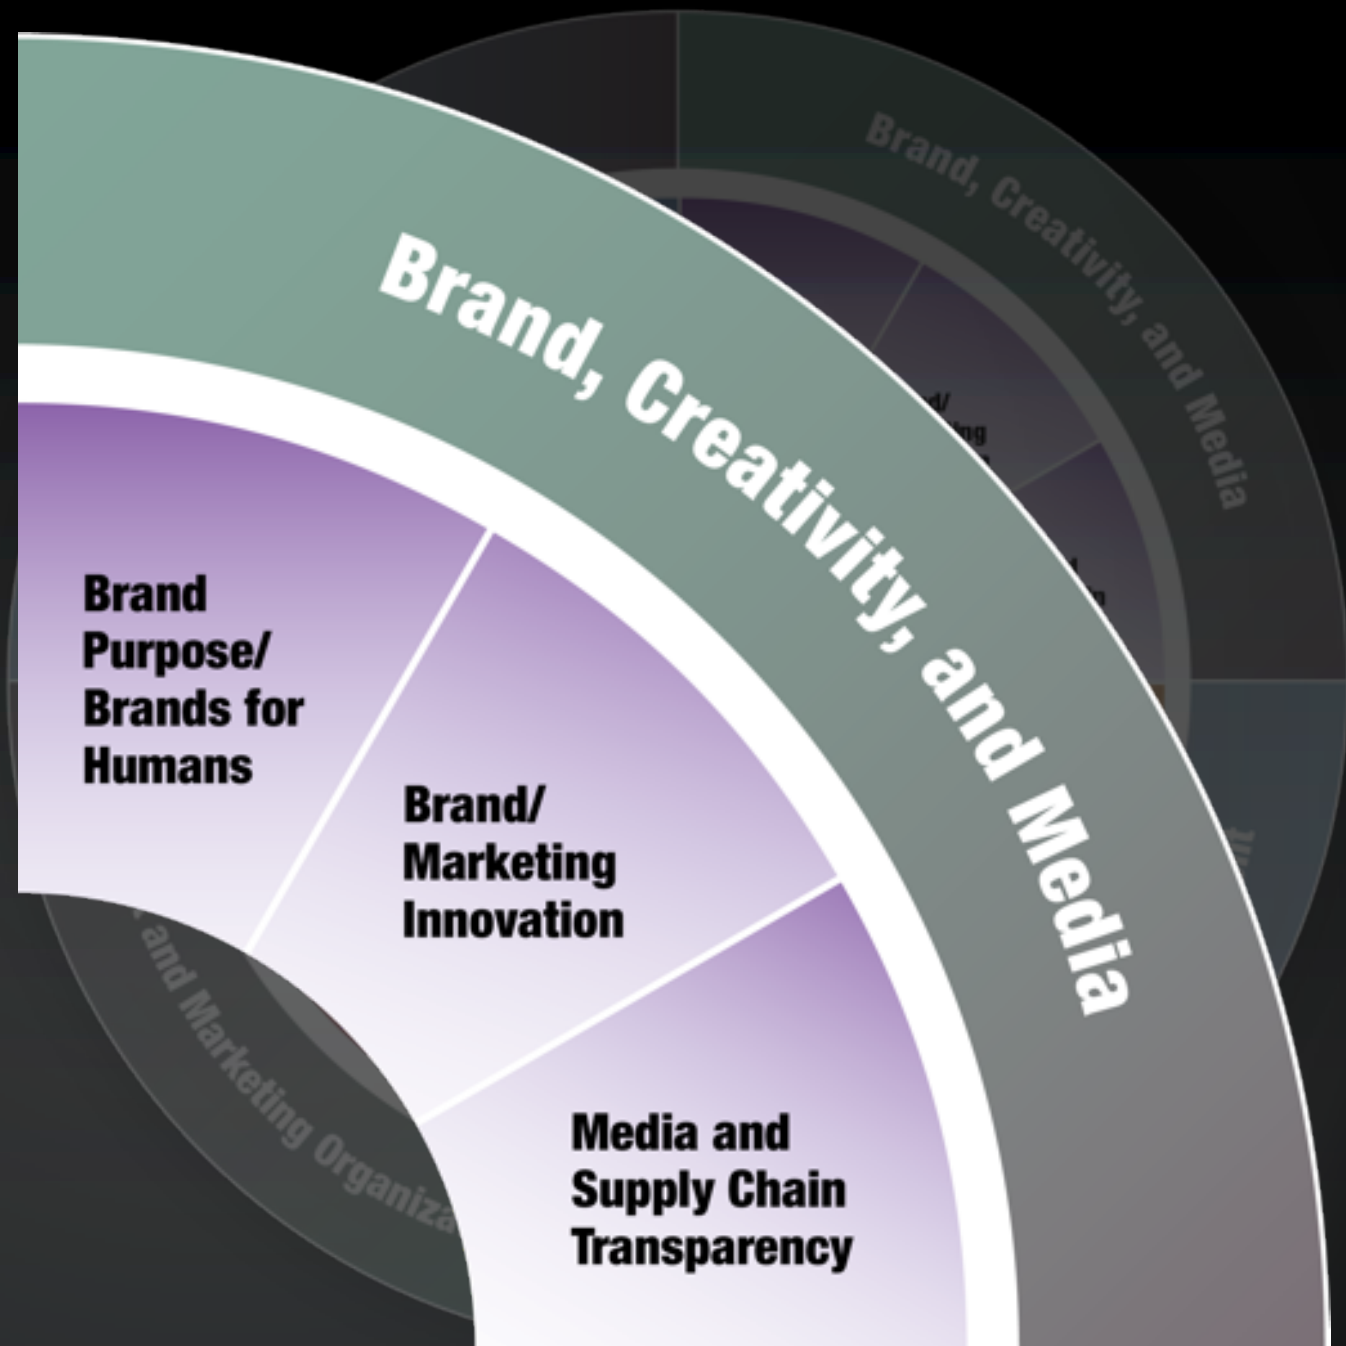 Brand, Creativity, and Media
Brand, Creativity, and Media
Brand
Purpose/
Brands for
Humans
Brand/
Marketing
Innovation
Media and
Supply Chain
Transparency
and Marketing